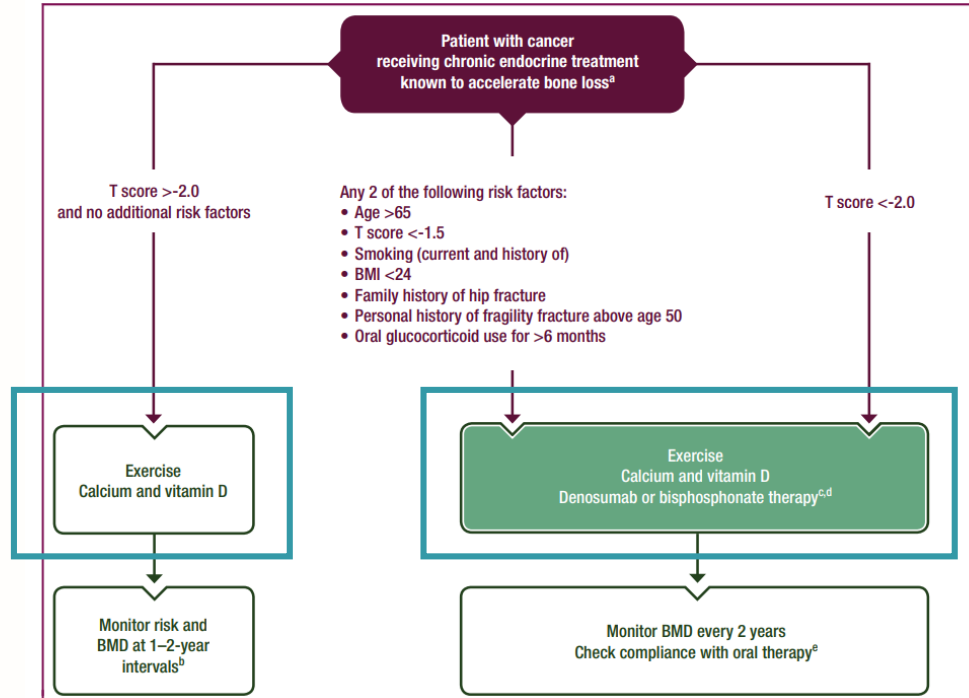 Patient with cancer
receiving chronic endocrine treatment
known to accelerate bone lossᵃ
T score >-2.0
and no additional risk factors
Any 2 of the following risk factors:
• Age >65
• T score <-1.5
• Smoking (current and history of)
• BMI <24
• Family history of hip fracture
• Personal history of fragility fracture above age 50
• Oral glucocorticoid use for >6 months
T score <-2.0
Exercise
Calcium and vitamin D
Exercise
Calcium and vitamin D
Denosumab or bisphosphonate therapyᶜ,ᵈ
Monitor risk and
BMD at 1–2-year
intervalsᵇ
Monitor BMD every 2 years
Check compliance with oral therapyᵉ